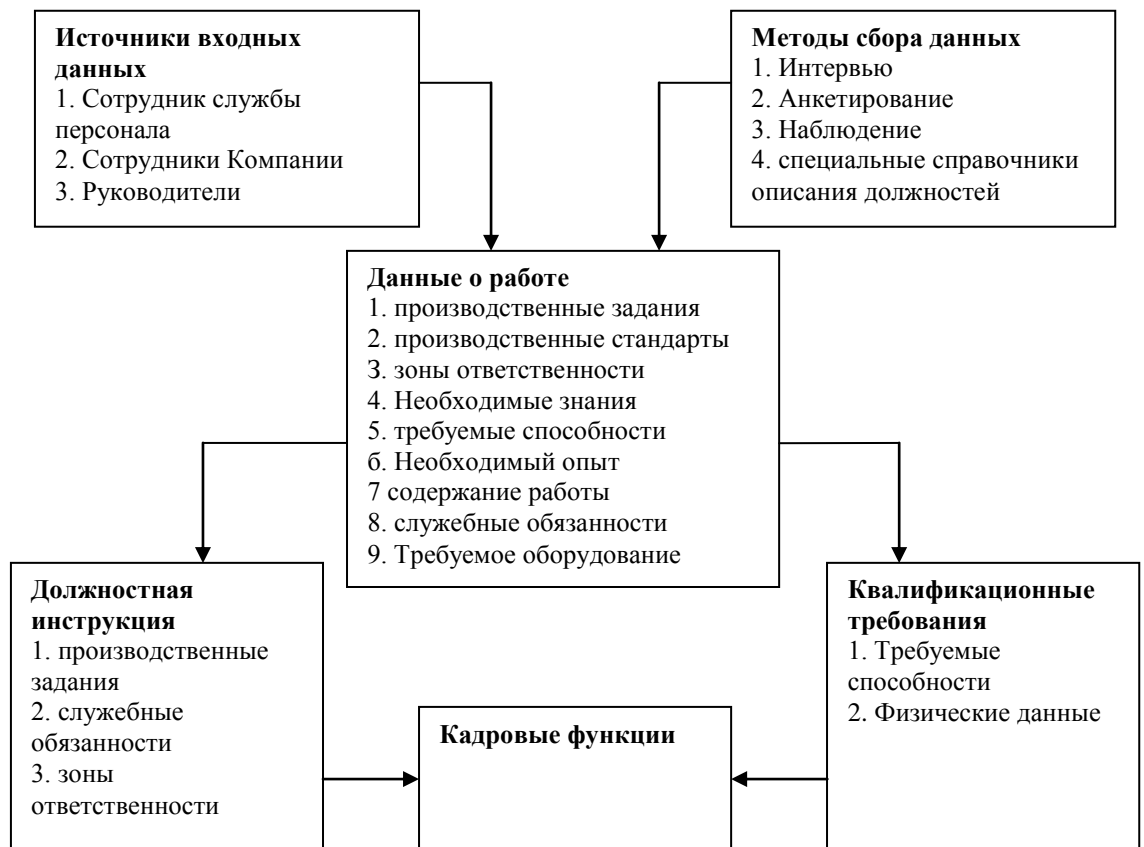 Источники входных
данных
1. Сотрудник службы
персонала
2. Сотрудники Компании
3. Руководители
Методы сбора данных
1. Интервью
2. Анкетирование
3. Наблюдение
4. специальные справочники
описания должностей
Данные о работе
1. производственные задания
2. производственные стандарты
3. зоны ответственности
4. Необходимые знания
5. требуемые способности
б. Необходимый опыт
7 содержание работы
8. служебные обязанности
9. Требуемое оборудование
Должностная
инструкция
1. производственные
задания
2. служебные
обязанности
3. зоны
ответственности
Кадровые функции
Квалификационные
требования
1. Требуемые
способности
2. Физические данные